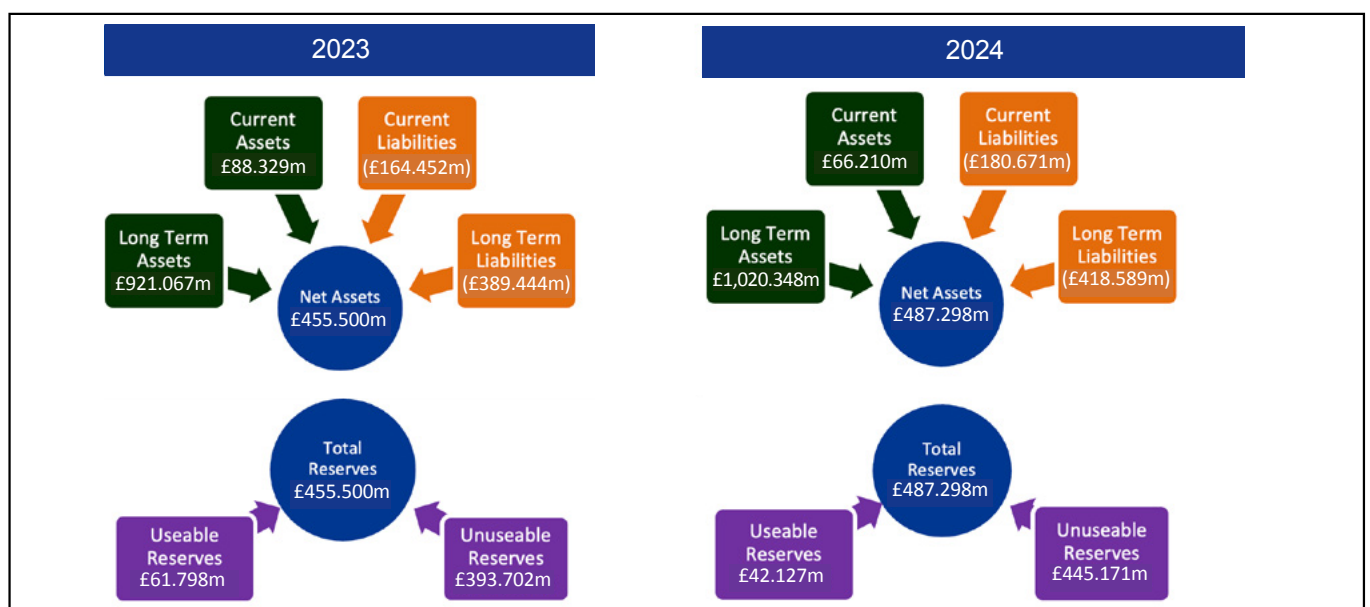 2023
Current
Assets
£88.329m
Current
Liabilities
(£164.452m)
Long Term
Assets
£921.067m
Long Term
Liabilities
(£389.444m)
Net Assets
£455.500m
Total
Reserves
£455.500m
Useable
Reserves
£61.798m
Unuseable
Reserves
£393.702m
2024
Current
Assets
£66.210m
Current
Liabilities
(£180.671m)
Long Term
Assets
£1,020.348m
Long Term
Liabilities
(£418.589m)
Net Assets
£487.298m
Total
Reserves
£487.298m
Useable
Reserves
£42.127m
Unuseable
Reserves
£445.171m